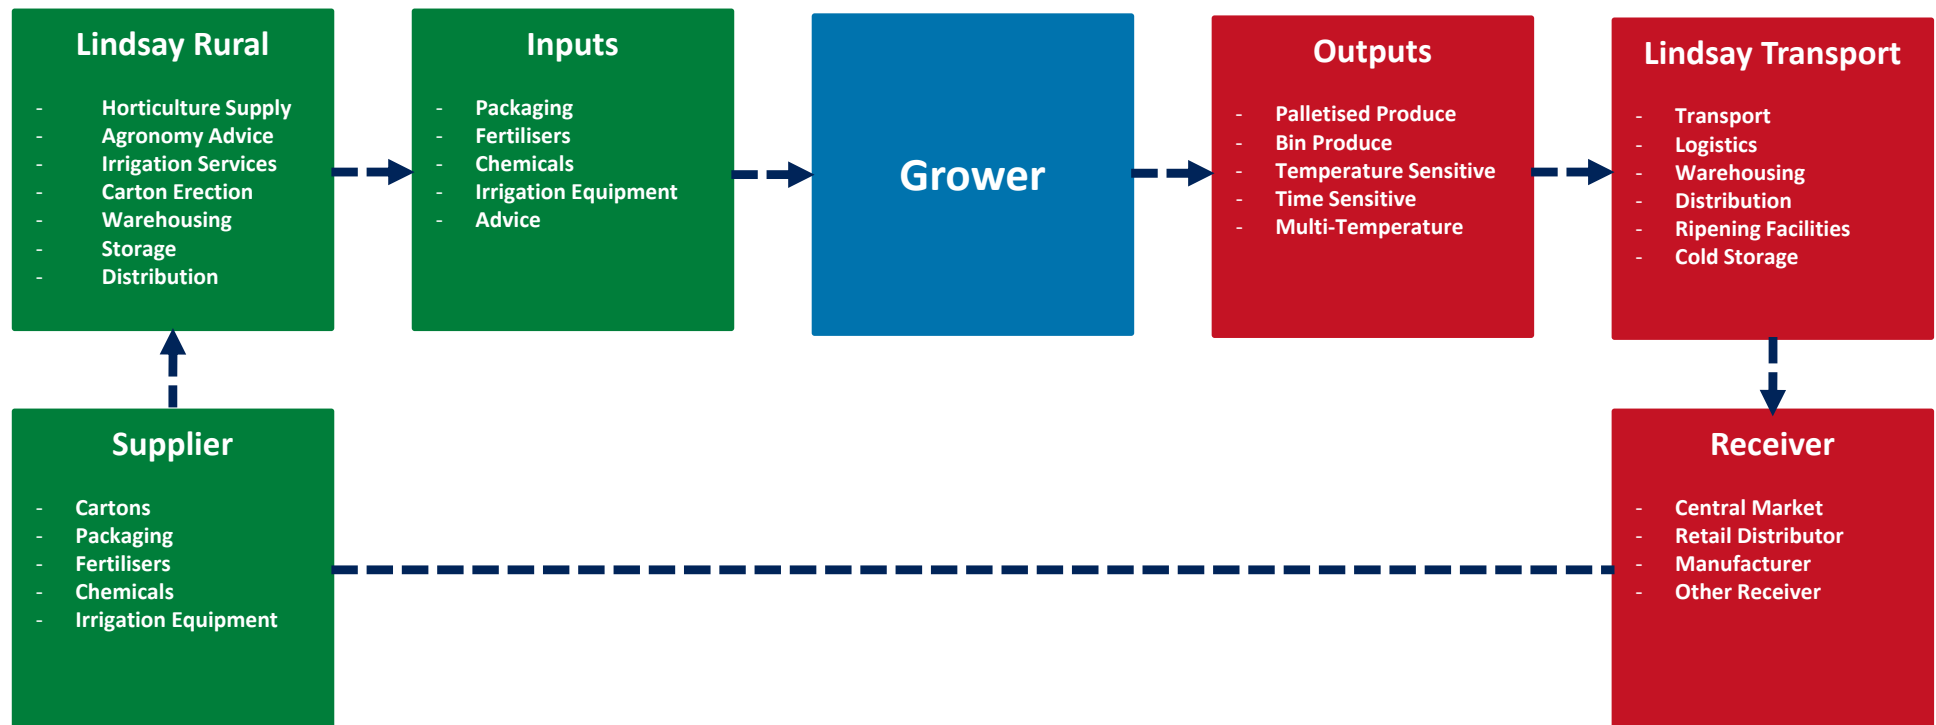 Lindsay Rural
- Horticulture Supply
- Agronomy Advice
- Irrigation Services
- Carton Erection
- Warehousing
- Storage
- Distribution
Inputs
- Packaging
- Fertilisers
- Chemicals
- Irrigation Equipment
- Advice
Grower
Outputs
- Palletised Produce
- Bin Produce
- Temperature Sensitive
- Time Sensitive
- Multi-Temperature
Lindsay Transport
- Transport
- Logistics
- Warehousing
- Distribution
- Ripening Facilities
- Cold Storage
Supplier
- Cartons
- Packaging
- Fertilisers
- Chemicals
- Irrigation Equipment
Receiver
- Central Market
- Retail Distributor
- Manufacturer
- Other Receiver